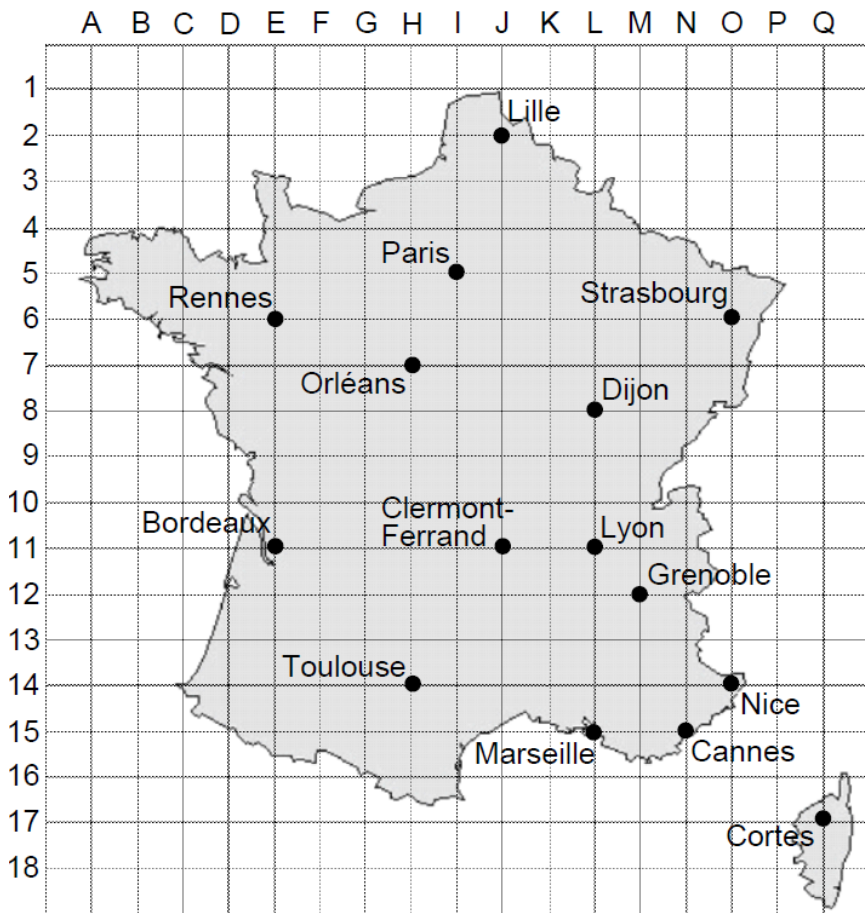 A B C D E F G H I J K L M N O P Q
1
Lille
2
3
4
Paris
5
Strasbourg
Rennes
6
7
Orléans
Dijon
8
9
10
Clermont-
Bordeaux
Ferrand
Lyon
11
Grenoble
12
13
Toulouse
14
Nice
15
Marseille
Cannes
16
17
Cortes
18